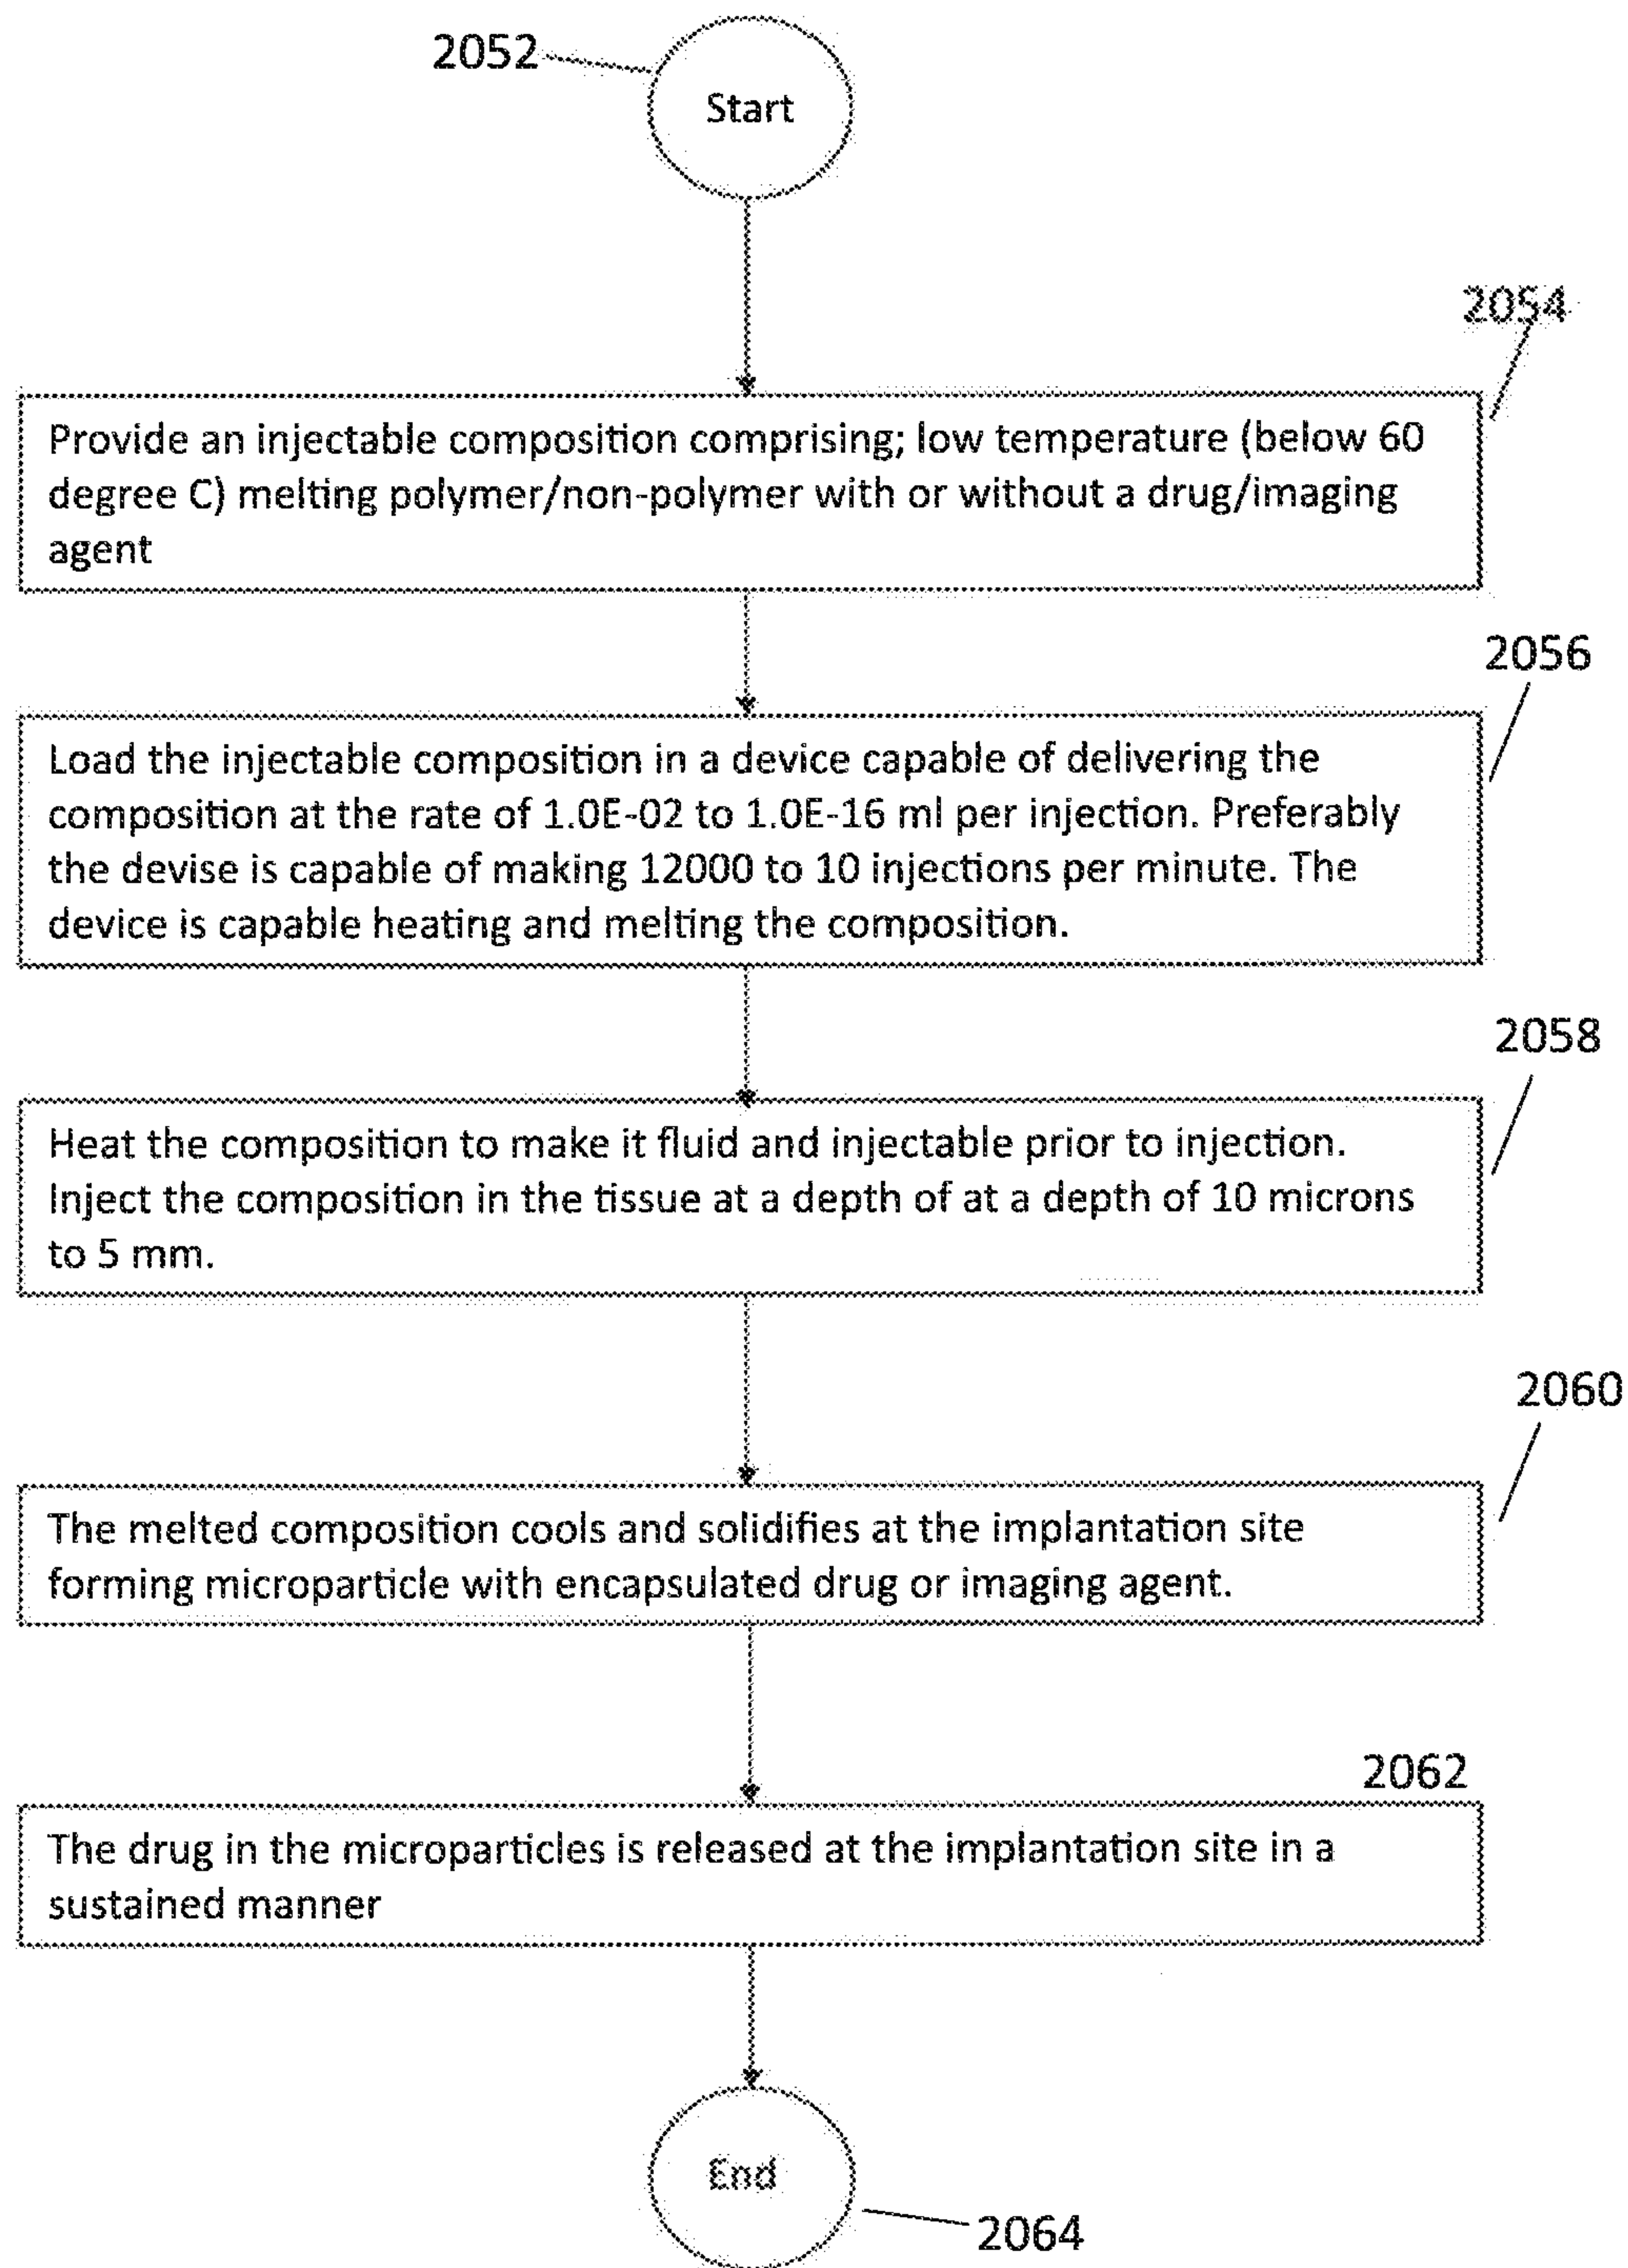 2052
Start
2054
Provide an injectable composition comprising; low temperature (below 60
degree C) melting polymer/non-polymer with or without a drug/imaging
agent
2056
Load the injectable composition in a device capable of delivering the
composition at the rate of 1.0E-02 to 1.0E-16 ml per injection. Preferably
the devise is capable of making 12000 to 10 injections per minute. The
device is capable heating and melting the composition.
2058
Heat the composition to make it fluid and injectable prior to injection.
Inject the composition in the tissue at a depth of at a depth of 10 microns
to 5 mm.
2060
The melted composition cools and solidifies at the implantation site
forming microparticle with encapsulated drug or imaging agent.
2062
The drug in the microparticles is released at the implantation site in a
sustained manner
End
2064